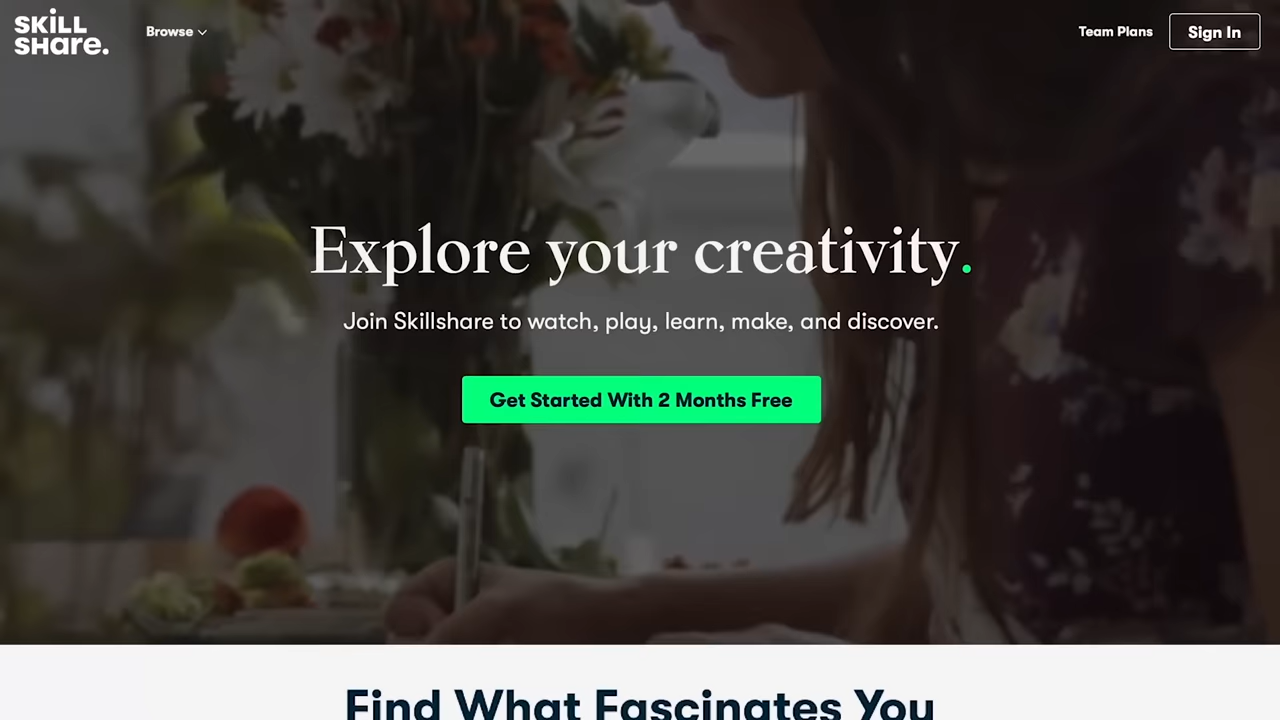 SKiLL
SHare.
Browse
Team Plans
Sign In
Explore your creativity.
Join Skillshare to watch, play, learn, make, and discover.
Get Started With 2 Months Free
Find What Fascinates You